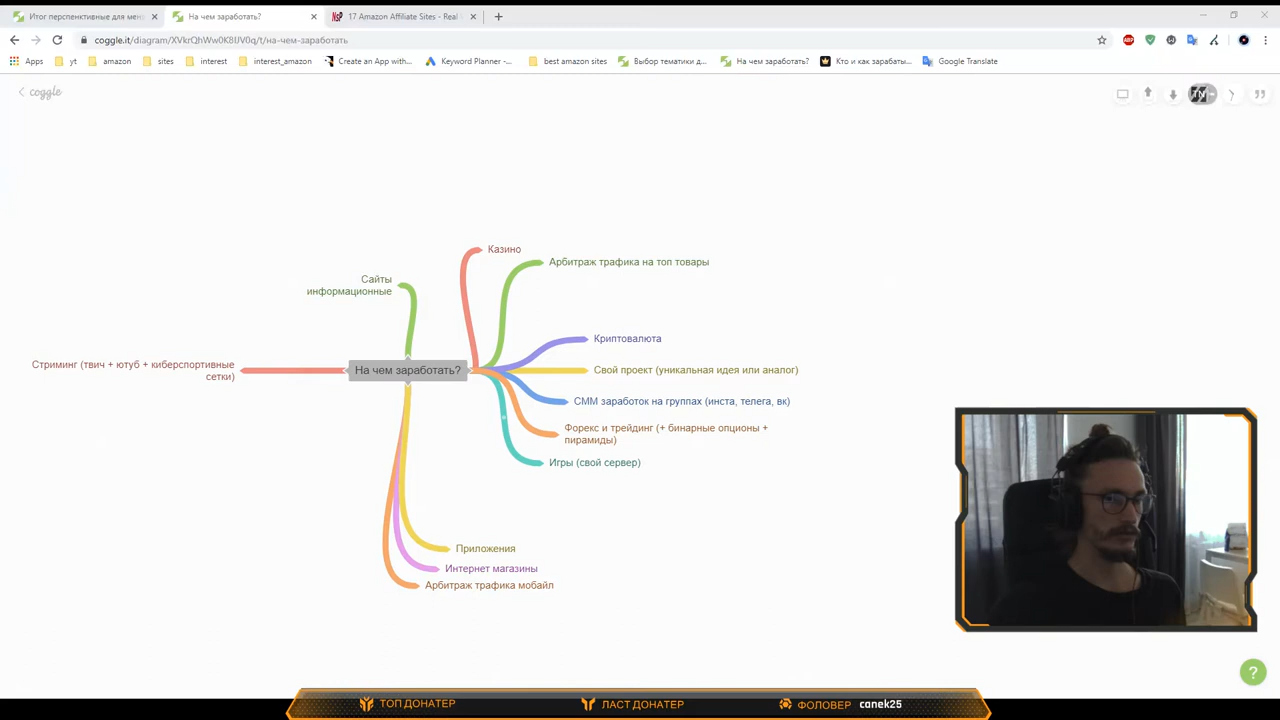 Итог перспективные для мен
На чем заработать?
17 Amazon Affiliate Sites - Real
coggle.it/diagram/XVkrQhWw0K8lJV0q/t/на-чем-заработать
Apps
yt
amazon
sites
interest
interest_amazon
Create an App with...
Keyword Planner -...
best amazon sites
Выбор тематики д...
На чем заработать?
Кто и как зарабаты...
Google Translate
coggle
TN
Казино
Арбитраж трафика на топ товары
Сайты
информационные
Криптовалюта
Стриминг (твич + ютуб + киберспортивные
сетки)
На чем заработать?
Свой проект (уникальная идея или аналог)
СММ заработок на группах (инста, телега, вк)
Форекс и трейдинг (+ бинарные опционы +
пирамиды)
Игры (свой сервер)
Приложения
Интернет магазины
Арбитраж трафика мобайл
?
ТОП ДОНАТЕР
ЛАСТ ДОНАТЕР
ФОЛОВЕР canek25